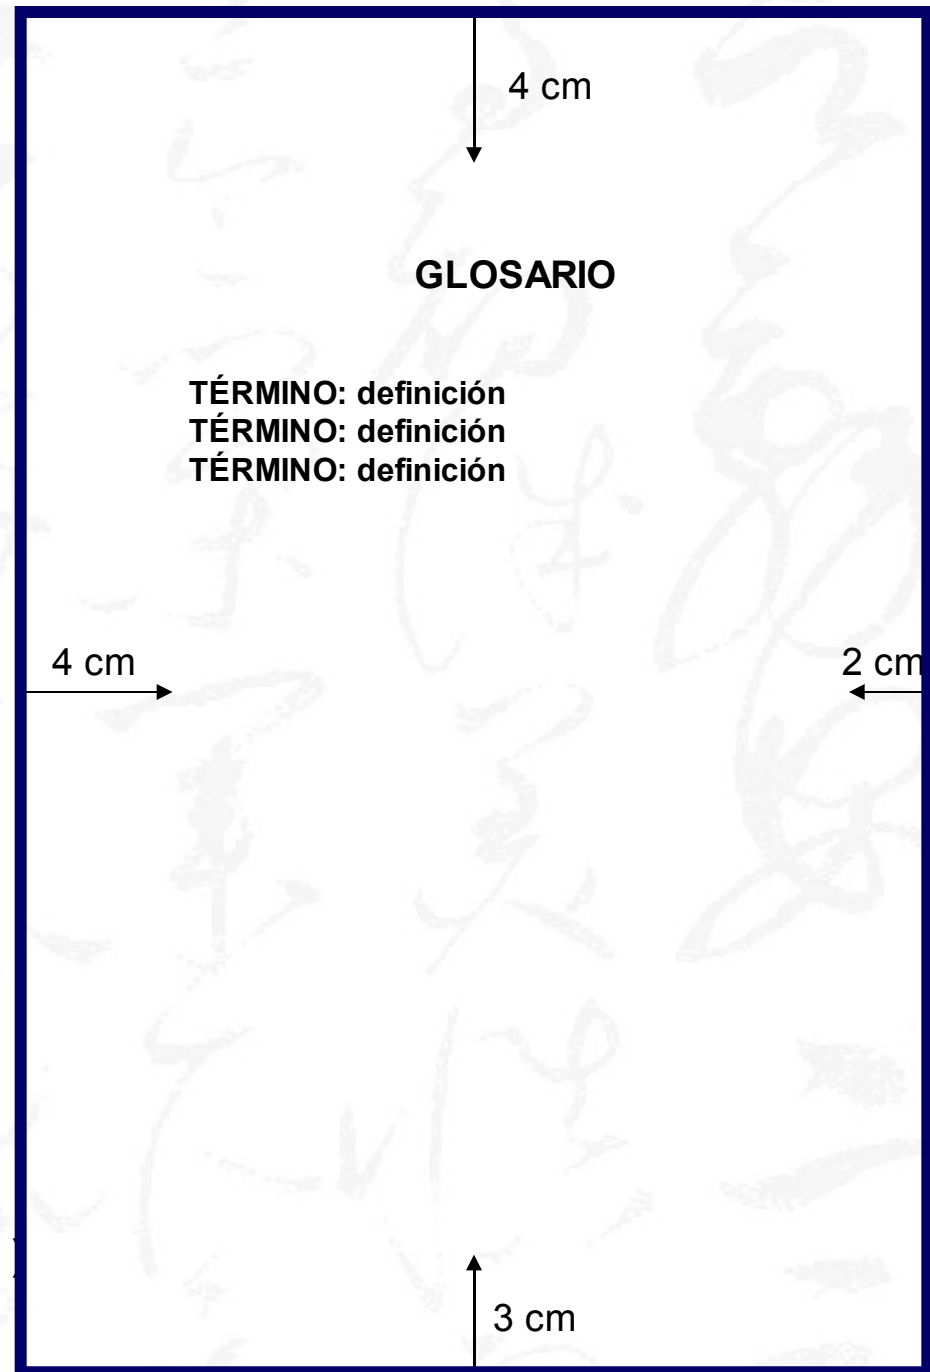 4 cm
GLOSARIO
TÉRMINO: definición
TÉRMINO: definición
TÉRMINO: definición
4 cm
2 cm
3 cm